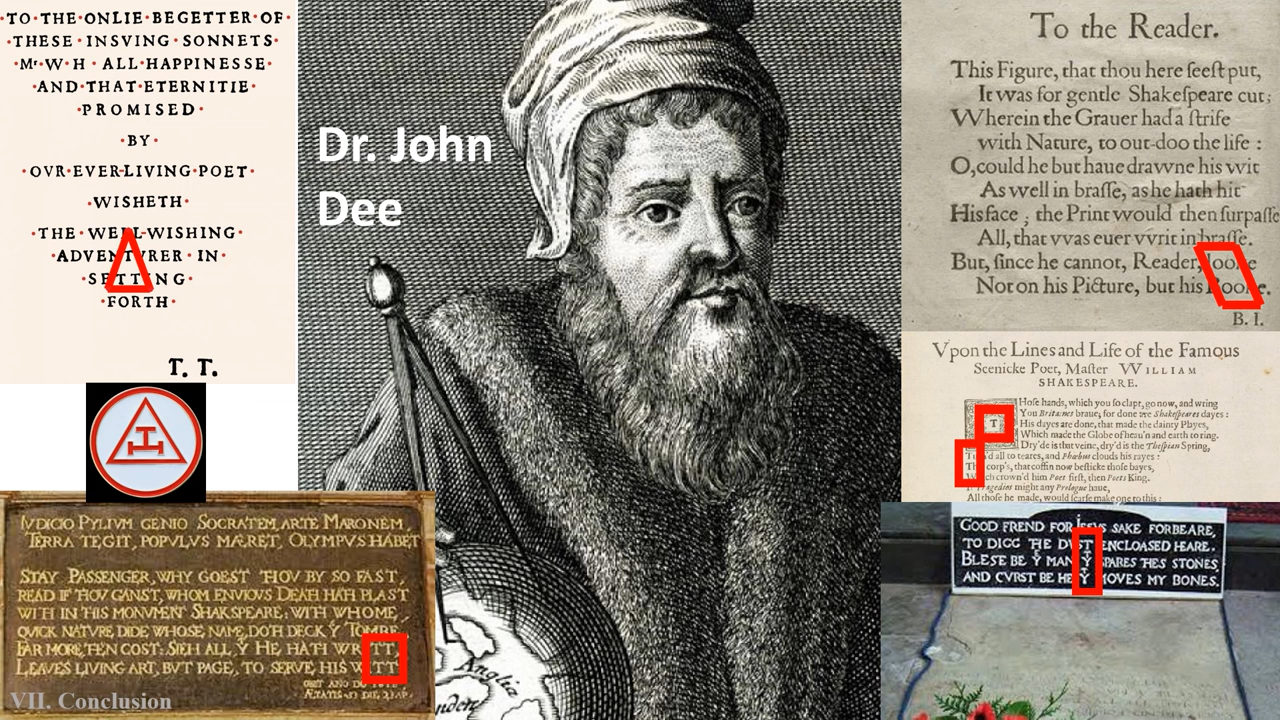 ·TO·THE·ONLIE·BEGETTER·OF·
·THESE·INSVING·SONNETS·
·Mr·W·H·ALL·HAPPINESSE·
·AND·THAT·ETERNITIE·
·PROMISED·
·BY·
·OVR·EVER-LIVING·POET·
·WISHETH·
·THE·WELL-WISHING·
·ADVENTVRER·IN·
·SETTING·
·FORTH·
T. T.
Dr. John
Dee
To the Reader.
This Figure, that thou here ſeeſt put,
It was for gentle Shakeſpeare cut;
Wherein the Grauer had a ſtrife
with Nature, to out-doo the life :
O, could he but haue drawne his wit
As well in braſſe, as he hath hit
His face ; the Print would then ſurpaſſe
All, that vvas euer vvrit in braſſe.
But, ſince he cannot, Reader, looke
Not on his Picture, but his Booke.
B. I.
Vpon the Lines and Life of the Famous
Scenicke Poet, Maſter WILLIAM
SHAKESPEARE.
THoſe hands, which you ſo clapt, go now, and wring
You Britaines braue; for done are Shakeſpeares dayes :
His dayes are done, that made the dainty Playes,
Which made the Globe of heau'n and earth to ring.
Dry'de is that veine, dry'd is the Theſpian Spring,
Turn'd all to teares, and Phœbus clouds his rayes :
That corp's, that coffin now beſticke thoſe bayes,
Which crown'd him Poet firſt, then Poets King.
If Tragedies might any Prologue haue,
All thoſe he made, would ſcarſe make one to this :
IVDICIO PYLIVM GENIO SOCRATEM, ARTE MARONEM,
TERRA TEGIT, POPVLVS MÆRET, OLYMPVS HABET
STAY PASSENGER, WHY GOEST THOV BY SO FAST,
READ IF THOV CANST, WHOM ENVIOUS DEATH HATH PLAST
WITH IN THIS MONVMENT SHAKSPEARE: WITH WHOME,
QVICK NATVRE DIDE WHOSE NAME, DOTH DECK Y TOMBE,
FAR MORE, THEN COST: SIEH ALL, Y HE HATH WRITT,
LEAVES LIVING ART, BVT PAGE, TO SERVE HIS WITT
Anglia
GOOD FREND FOR IESVS SAKE FORBEARE,
TO DIGG THE DVST ENCLOASED HEARE.
BLESE BE Y MAN Y SPARES THES STONES,
AND CVRST BE HE Y MOVES MY BONES.
VII. Conclusion